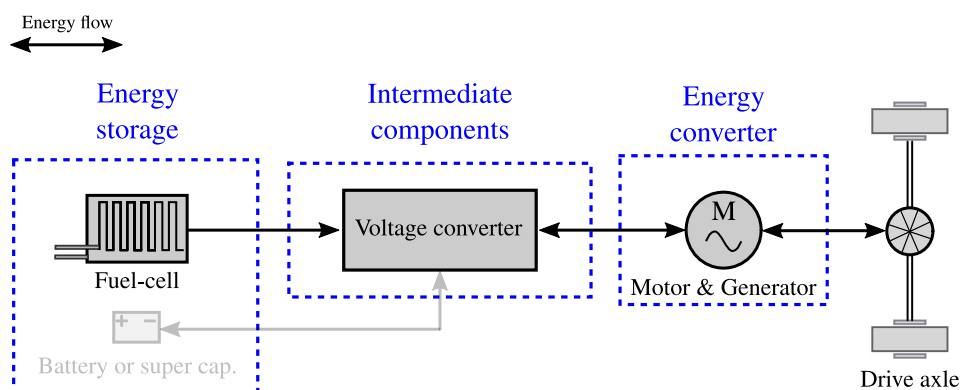 Energy flow
Energy
storage
Intermediate
components
Energy
converter
Voltage converter
M
Fuel-cell
Motor & Generator
+ -
Battery or super cap.
Drive axle